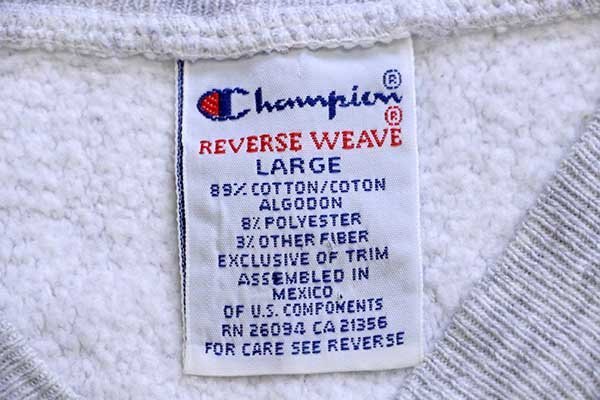 Champion®
REVERSE WEAVE®
LARGE
89% COTTON/COTON
ALGODON
8% POLYESTER
3% OTHER FIBER
EXCLUSIVE OF TRIM
ASSEMBLED IN
MEXICO
OF U.S. COMPONENTS
RN 26094 CA 21356
FOR CARE SEE REVERSE